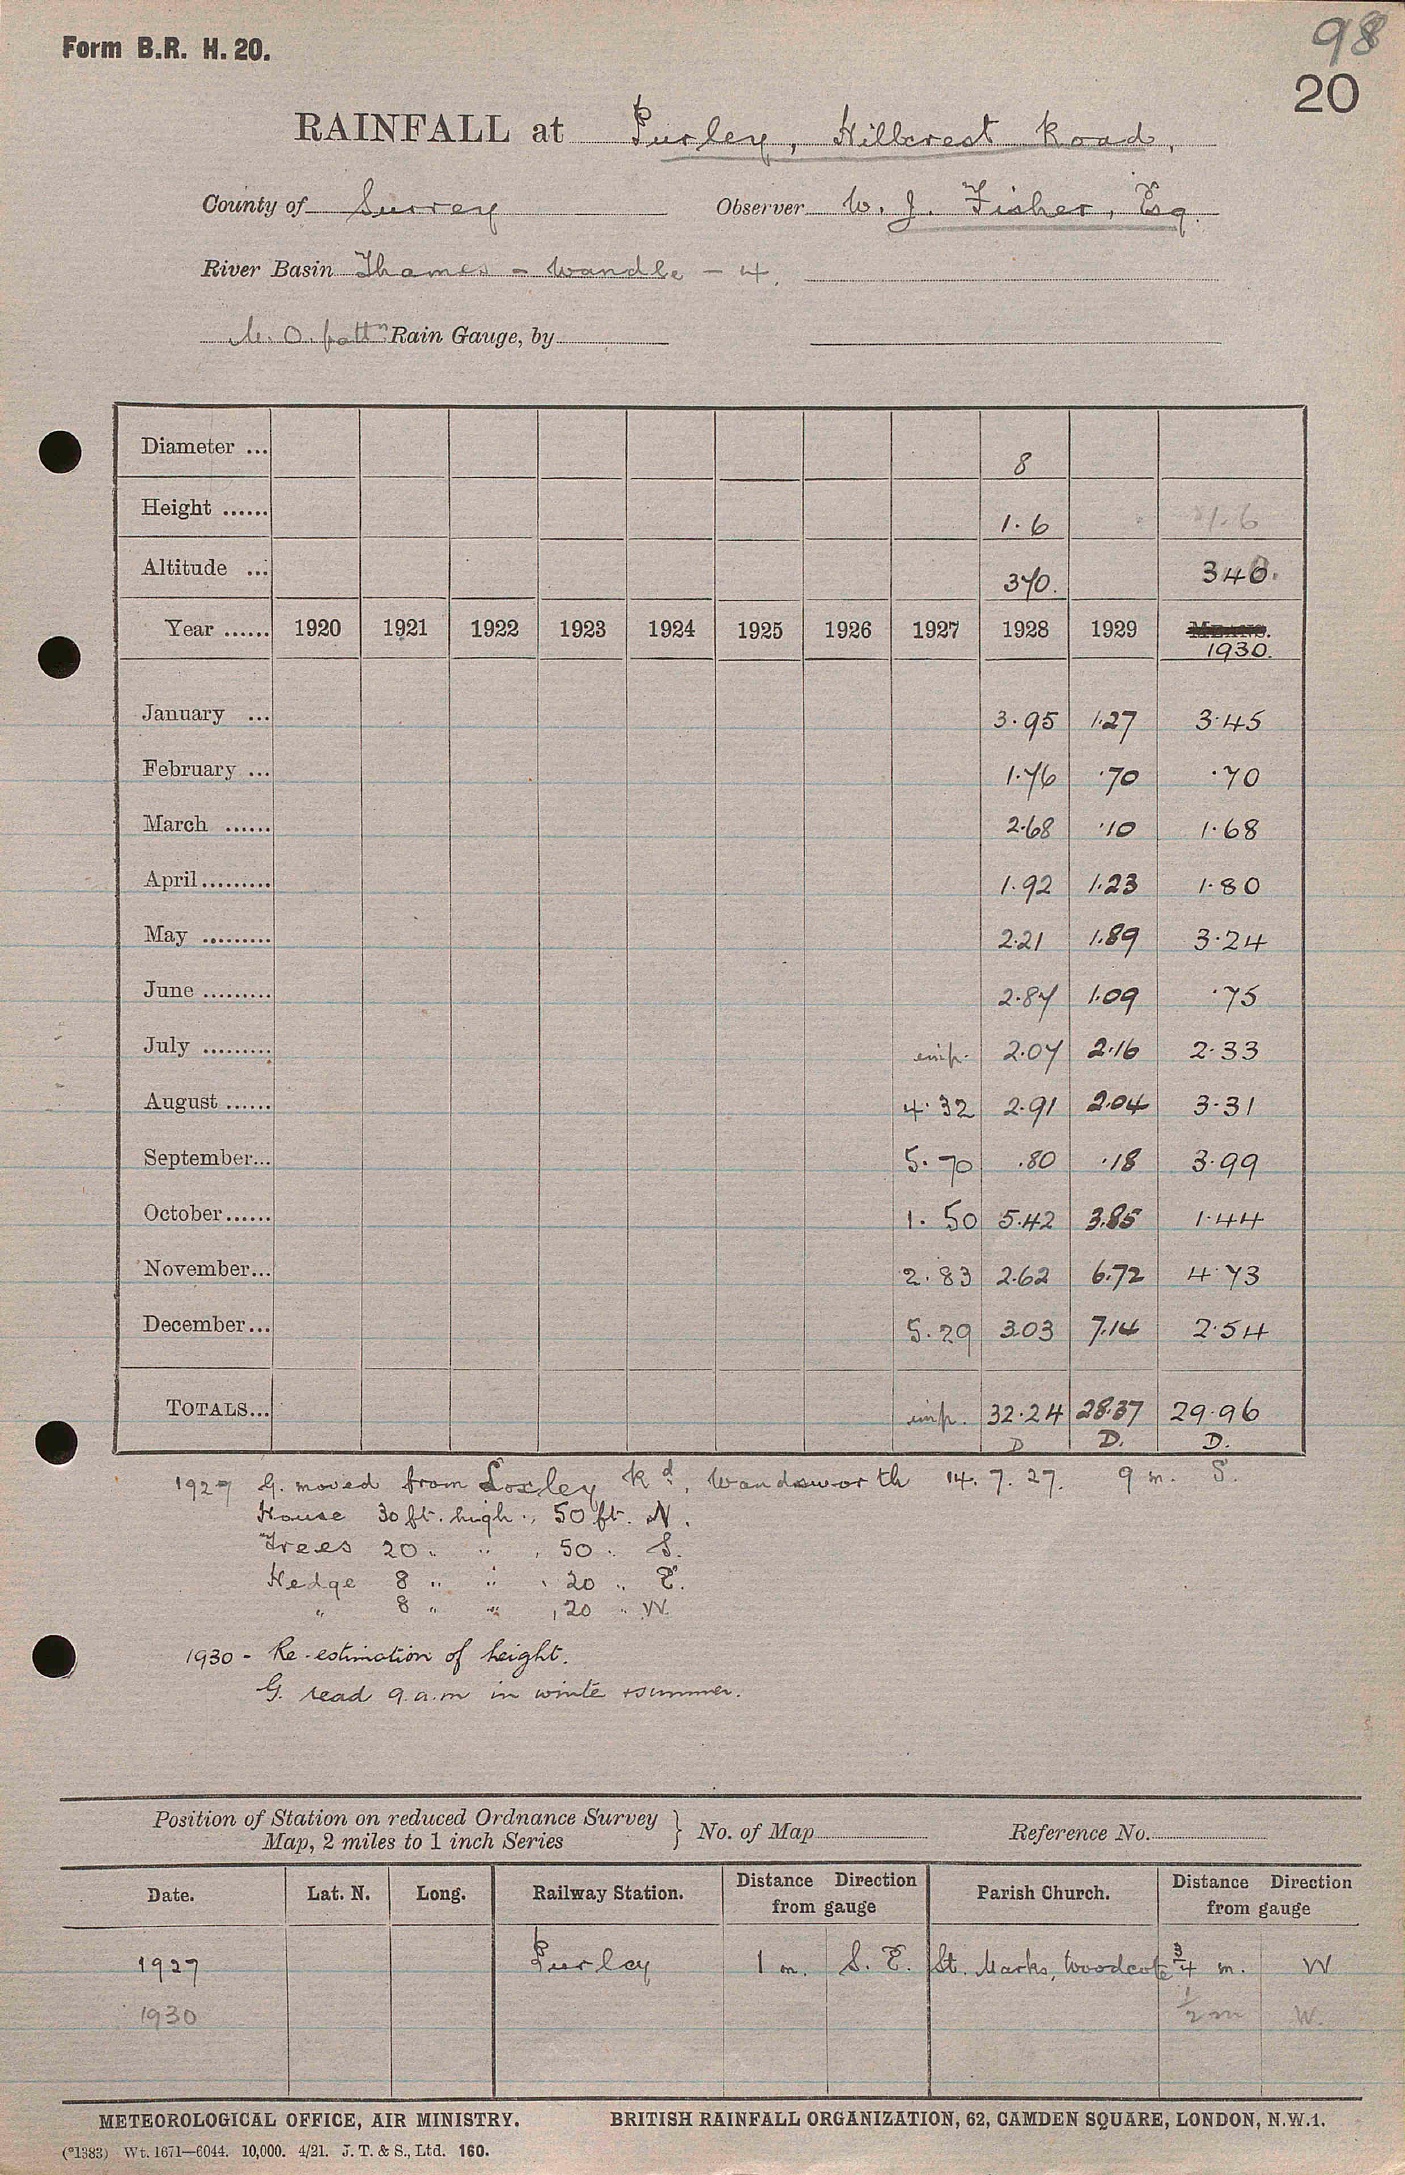 98
Form B.R. H. 20.
20
RAINFALL at Purley, Hillcrest Road,
County of Surrey Observer W. J. Fisher, Esq.
River Basin Thames - Wandle - 4.
M. O. pattn Rain Gauge, by
Diameter ... 8
Height ...... 1.6 1.6
Altitude ... 370. 340.
Year ...... 1920 1921 1922 1923 1924 1925 1926 1927 1928 1929 MEANS.
1930.
January ... 3.95 1.27 3.45
February ... 1.76 .70 .70
March ...... 2.68 .10 1.68
April ......... 1.92 1.23 1.80
May ......... 2.21 1.89 3.24
June ......... 2.87 1.09 .75
July ......... imp. 2.07 2.16 2.33
August ...... 4.32 2.91 2.04 3.31
September... 5.70 .80 .18 3.99
October...... 1.50 5.42 3.85 1.44
November... 2.83 2.62 6.72 4.73
December... 5.29 3.03 7.14 2.54
TOTALS... imp. 32.24 28.37 29.96
D D. D.
1927 G. moved from Loxley Rd, Wandsworth 14. 7. 27. 9 m. S.
House 30 ft. high, 50 ft. N.
Trees 20 " " , 50 " S.
Hedge 8 " " , 20 " E.
" 8 " " , 20 " W.
1930 - Re-estimation of height.
G. read 9 a.m in winte + summer.
Position of Station on reduced Ordnance Survey
Map, 2 miles to 1 inch Series } No. of Map Reference No.
Date. Lat. N. Long. Railway Station. Distance Direction from gauge Parish Church. Distance Direction from gauge
1927 Purley 1 m. S. E. St. Marks, Woodcote 3/4 m. W
1930 1/2 m W.
METEOROLOGICAL OFFICE, AIR MINISTRY. BRITISH RAINFALL ORGANIZATION, 62, CAMDEN SQUARE, LONDON, N.W.1.
(*1383) Wt. 1671—6044. 10,000. 4/21. J. T. & S., Ltd. 160.